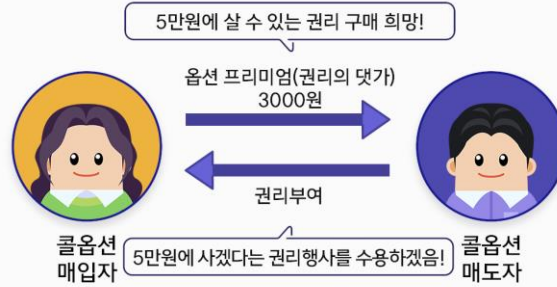 5만원에 살 수 있는 권리 구매 희망!
옵션 프리미엄(권리의 댓가)
3000원
권리부여
콜옵션
매입자
5만원에 사겠다는 권리행사를 수용하겠음!
콜옵션
매도자